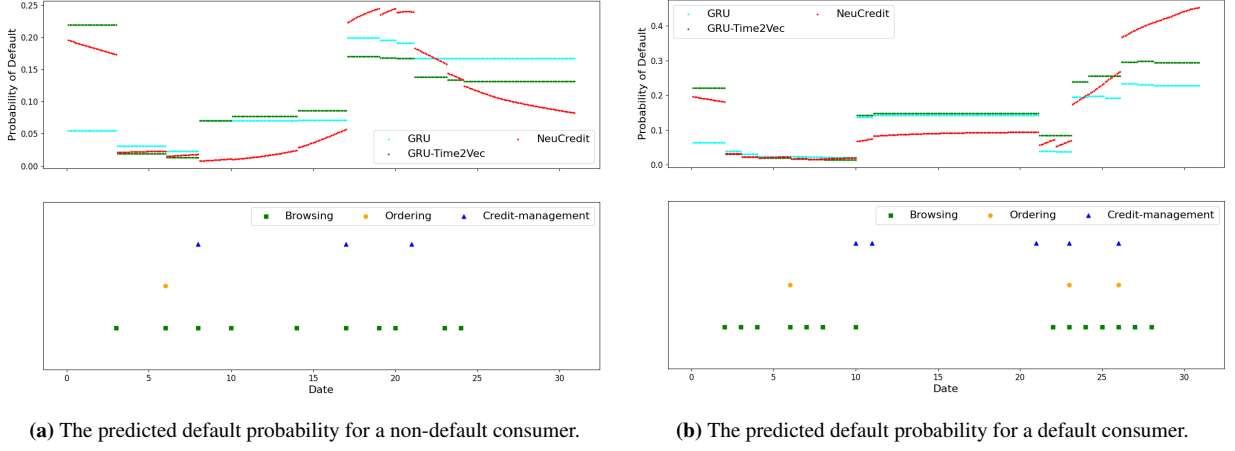 0.25
0.20
0.15
0.10
0.05
0.00
Probability of Default
GRU
GRU-Time2Vec
NeuCredit
Browsing
Ordering
Credit-management
0
5
10
15
20
25
30
Date
(a) The predicted default probability for a non-default consumer.
0.4
0.3
0.2
0.1
0.0
Probability of Default
GRU
GRU-Time2Vec
NeuCredit
Browsing
Ordering
Credit-management
0
5
10
15
20
25
30
Date
(b) The predicted default probability for a default consumer.